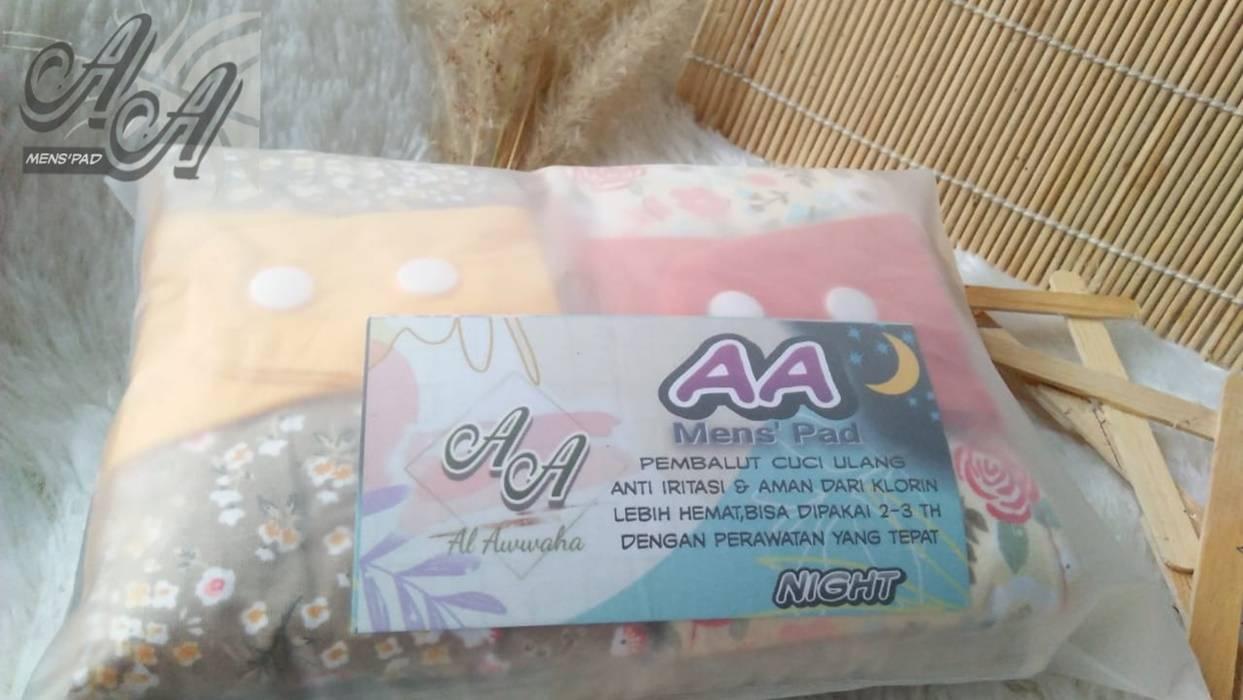 AA
MENS'PAD
AA
Al Awwaha
AA
Mens' Pad
PEMBALUT CUCI ULANG
ANTI IRITASI & AMAN DARI KLORIN
LEBIH HEMAT,BISA DIPAKAI 2-3 TH
DENGAN PERAWATAN YANG TEPAT
NIGHT